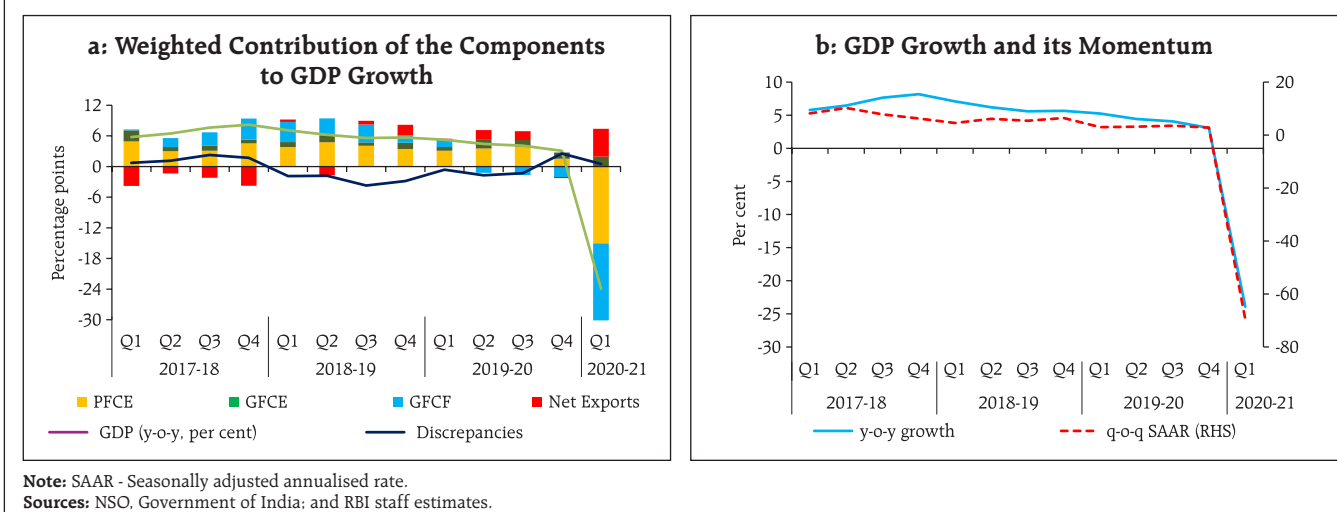 a: Weighted Contribution of the Components
to GDP Growth
12
6
0
-6
-12
-18
-24
-30
Percentage points
Q1 Q2 Q3 Q4 Q1 Q2 Q3 Q4 Q1 Q2 Q3 Q4 Q1
2017-18 2018-19 2019-20 2020-21
PFCE GFCE GFCF Net Exports
GDP (y-o-y, per cent) Discrepancies
b: GDP Growth and its Momentum
10
5
0
-5
-10
-15
-20
-25
-30
Per cent
20
0
-20
-40
-60
-80
Q1 Q2 Q3 Q4 Q1 Q2 Q3 Q4 Q1 Q2 Q3 Q4 Q1
2017-18 2018-19 2019-20 2020-21
y-o-y growth q-o-q SAAR (RHS)
Note: SAAR - Seasonally adjusted annualised rate.
Sources: NSO, Government of India; and RBI staff estimates.